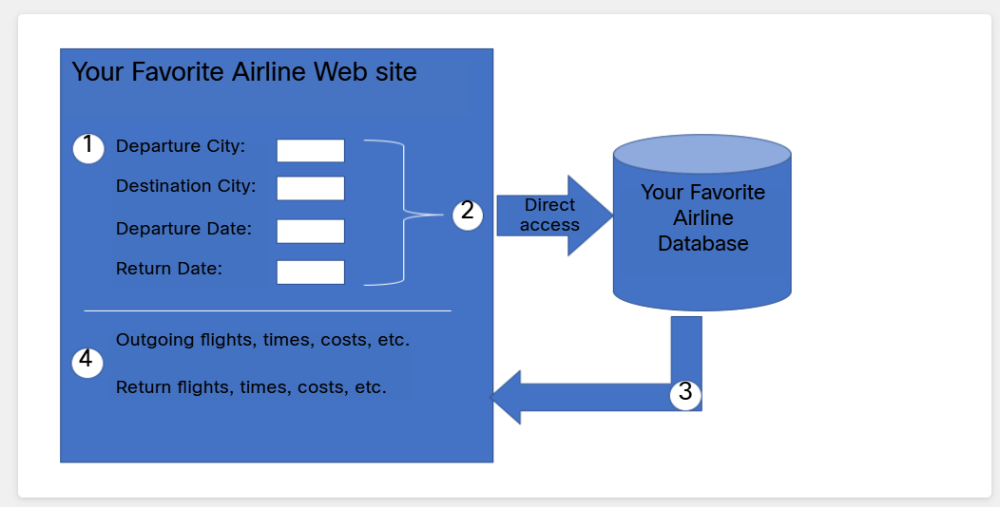 Your Favorite Airline Web site
1
Departure City:
Destination City:
Departure Date:
Return Date:
2
Direct
access
Your Favorite
Airline
Database
3
4
Outgoing flights, times, costs, etc.
Return flights, times, costs, etc.